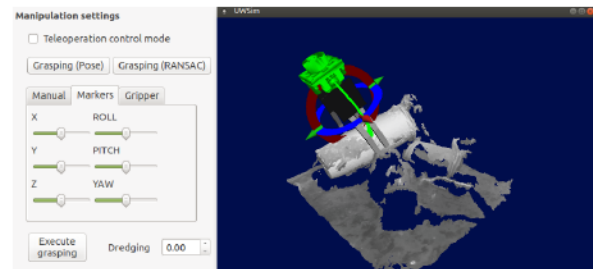 Manipulation settings
UWSim
Teleoperation control mode
Grasping (Pose) Grasping (RANSAC)
Manual Markers Gripper
X ROLL
Y PITCH
Z YAW
Execute grasping
Dredging 0.00